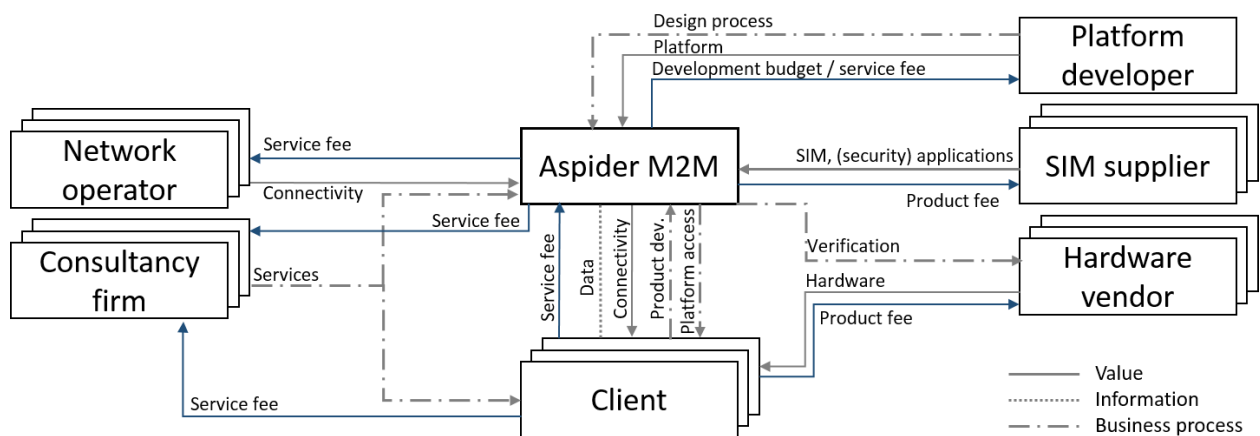 Design process
Platform
Development budget / service fee
Platform
developer
Network
operator
Service fee
Connectivity
Aspider M2M
SIM, (security) applications
Product fee
SIM supplier
Consultancy
firm
Service fee
Services
Service fee
Data
Connectivity
Product dev.
Platform access
Verification
Hardware
Product fee
Hardware
vendor
Client
Service fee
Value
Information
Business process